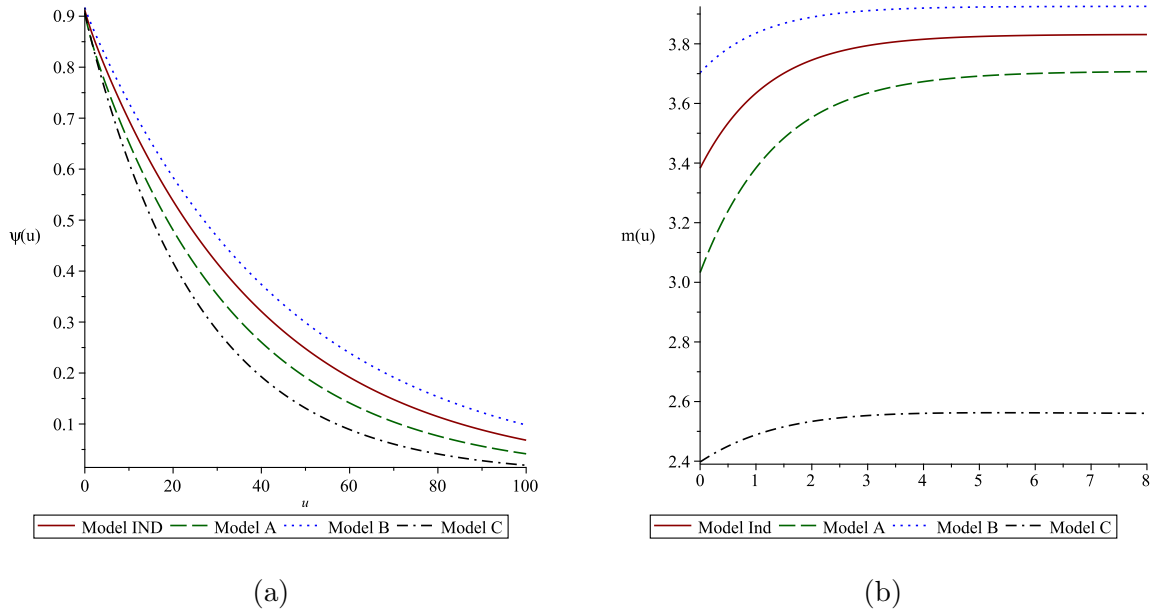 0.9
0.8
0.7
0.6
0.5
ψ(u)
0.4
0.3
0.2
0.1
0 20 40 60 80 100
u
Model IND Model A Model B Model C
(a)
3.8
3.6
3.4
3.2
m(u)
3.0
2.8
2.6
2.4
0 1 2 3 4 5 6 7 8
Model Ind Model A Model B Model C
(b)